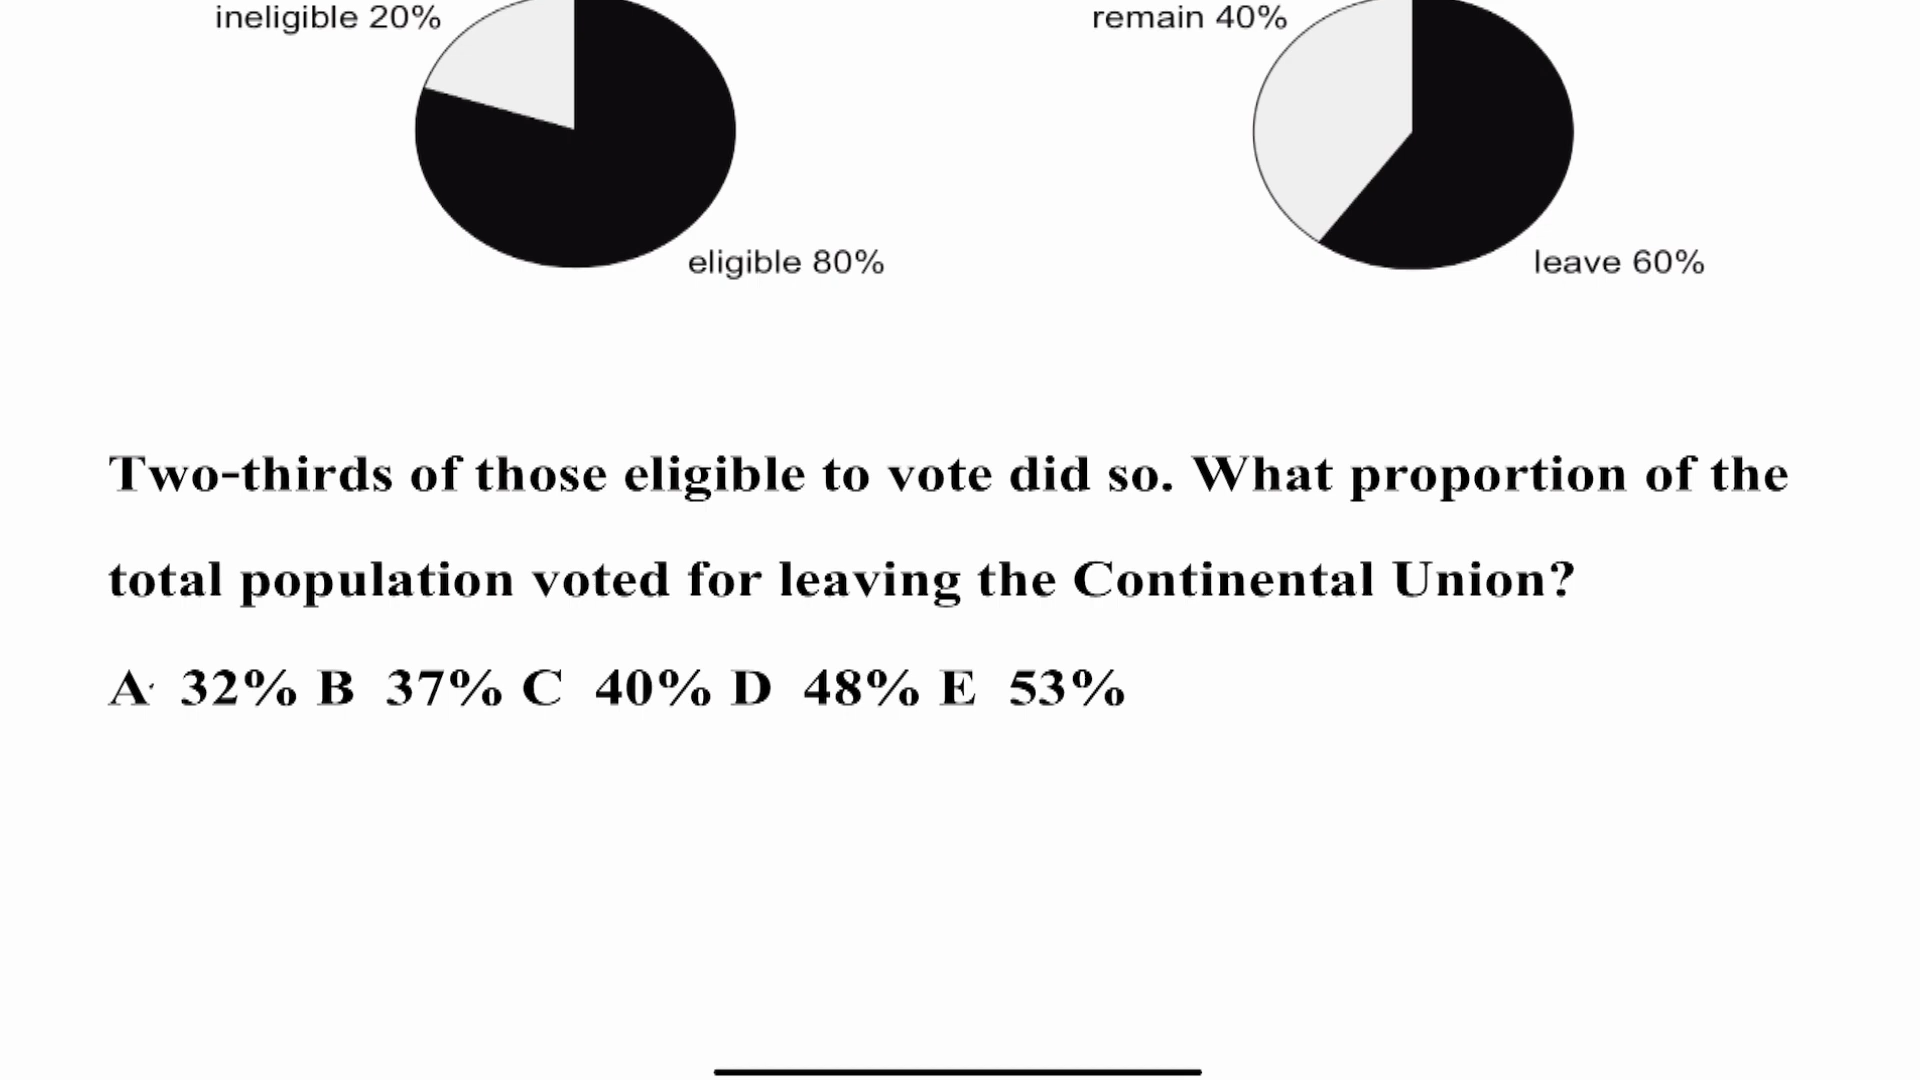 ineligible 20%
remain 40%
eligible 80%
leave 60%
Two-thirds of those eligible to vote did so. What proportion of the
total population voted for leaving the Continental Union?
A 32% B 37% C 40% D 48% E 53%